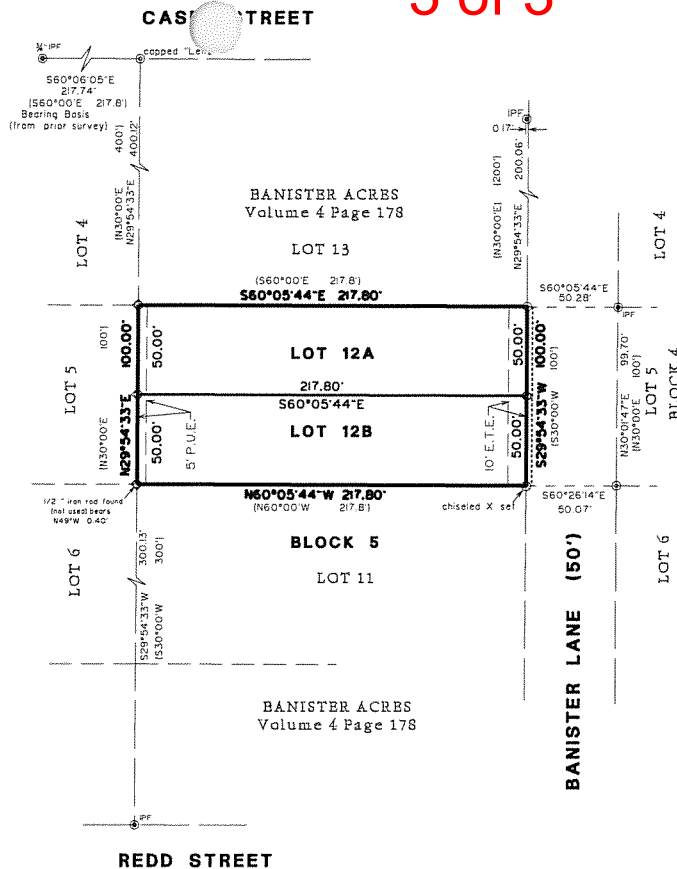 3 of 3
CAS STREET
3/4" IPF
capped "Len
S60°06'05"E
217.74'
(S60°00'E 217.8')
Bearing Basis
(from prior survey)
400')
400.12'
(N30°00'E
N29°54'33"E
LOT 4
BANISTER ACRES
Volume 4 Page 178
LOT 13
IPF
0.17'
(200')
200.06'
(N30°00'E)
N29°54'33"E
LOT 4
(S60°00'E 217.8')
S60°05'44"E 217.80'
S60°05'44"E
50.28'
IPF
LOT 5
100')
(N30°00'E
100.00'
N29°54'33"E
50.00'
LOT 12A
50.00'
100.00'
S29°54'33"W
100')
(S30°00'W
99.70'
100')
N30°01'47"E
(N30°00'E
LOT 5
BLOCK 4
217.80'
S60°05'44"E
50.00'
5' P.U.E.
LOT 12B
10' E.T.E.
50.00'
1/2" iron rod found
(not used) bears
N49°W 0.40'
N60°05'44"W 217.80'
(N60°00'W 217.8')
chiseled X set
S60°26'14"E
50.07'
BLOCK 5
LOT 11
LOT 6
300.13'
300')
S29°54'33"W
(S30°00'W
LOT 6
BANISTER LANE (50')
BANISTER ACRES
Volume 4 Page 178
IPF
REDD STREET